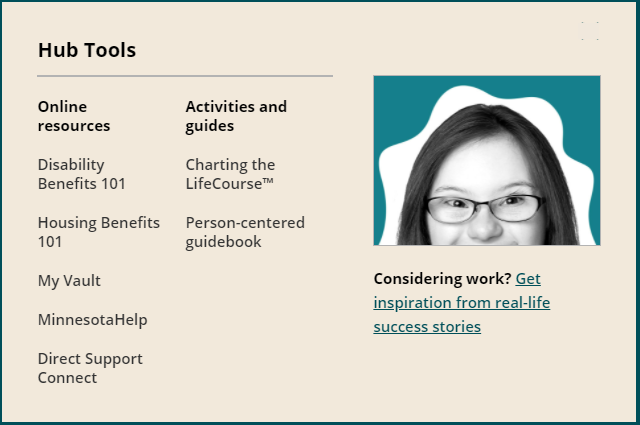 Hub Tools
Online
resources
Disability
Benefits 101
Housing Benefits
101
My Vault
MinnesotaHelp
Direct Support
Connect
Activities and
guides
Charting the
LifeCourse™
Person-centered
guidebook
Considering work? Get
inspiration from real-life
success stories